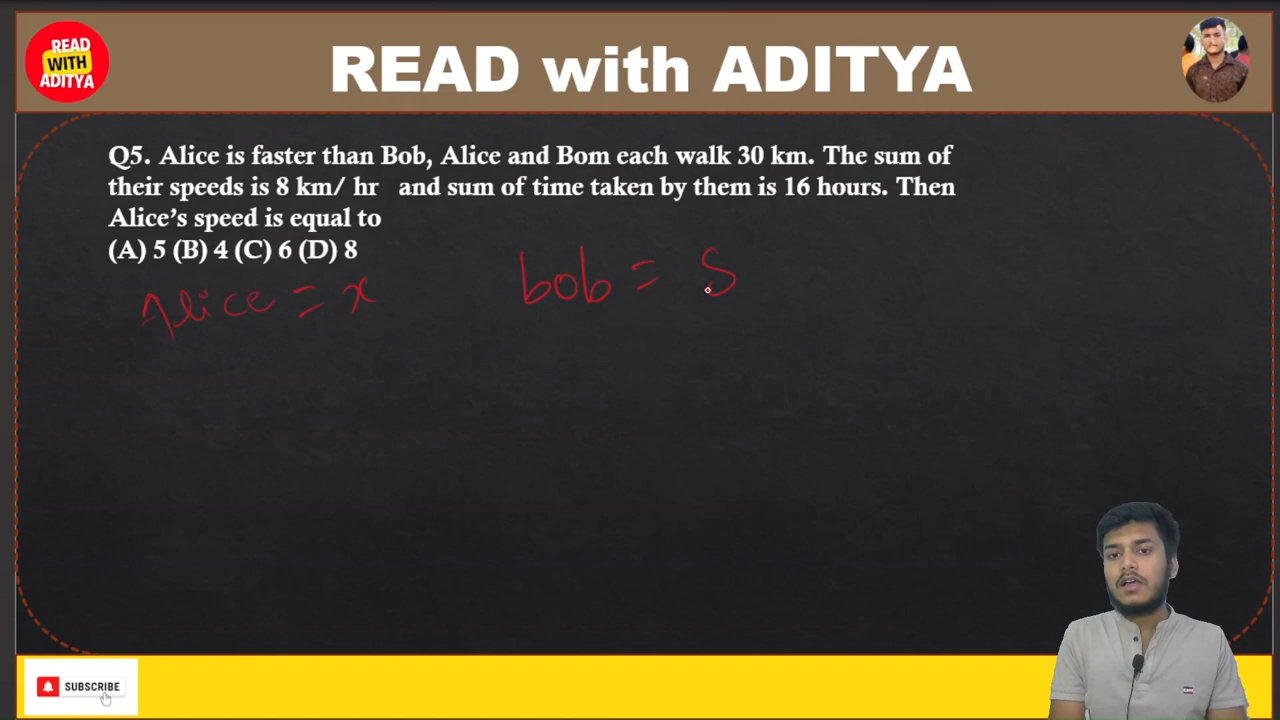 READ
WITH
ADITYA
READ with ADITYA
Q5. Alice is faster than Bob, Alice and Bom each walk 30 km. The sum of
their speeds is 8 km/ hr and sum of time taken by them is 16 hours. Then
Alice’s speed is equal to
(A) 5 (B) 4 (C) 6 (D) 8
Alice = x
bob = S
SUBSCRIBE